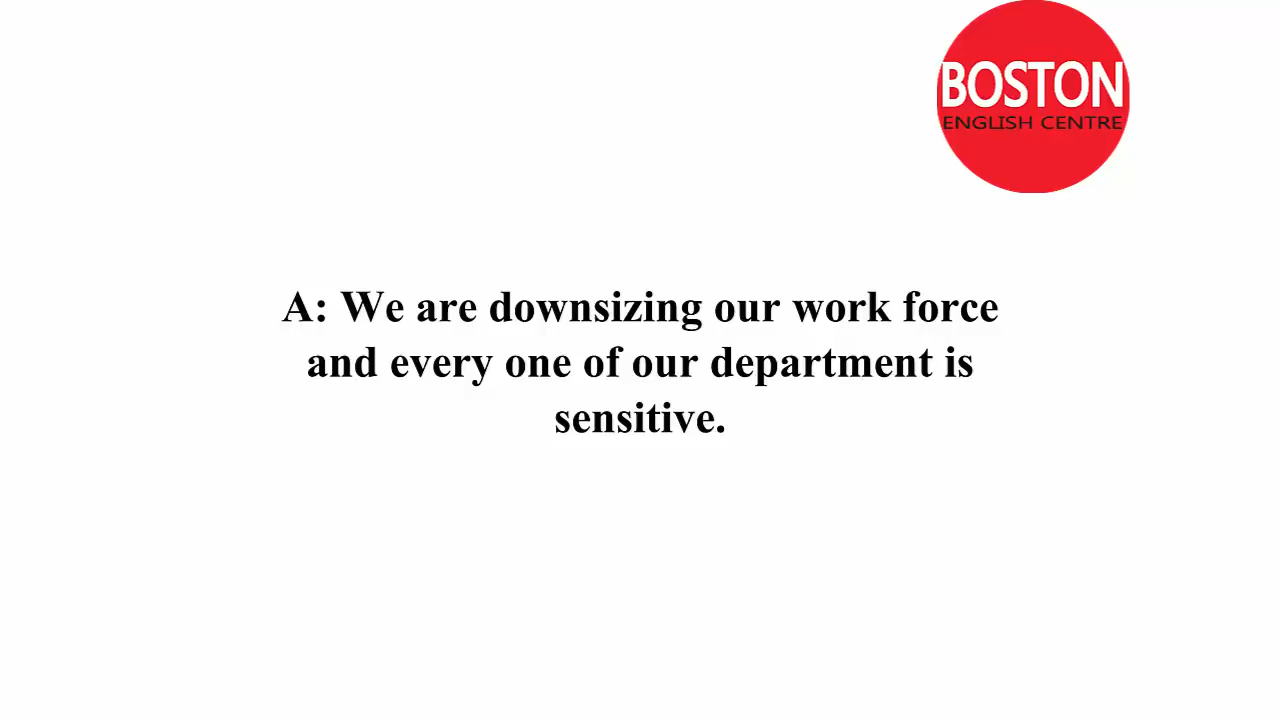 BOSTON
ENGLISH CENTRE
A: We are downsizing our work force
and every one of our department is
sensitive.